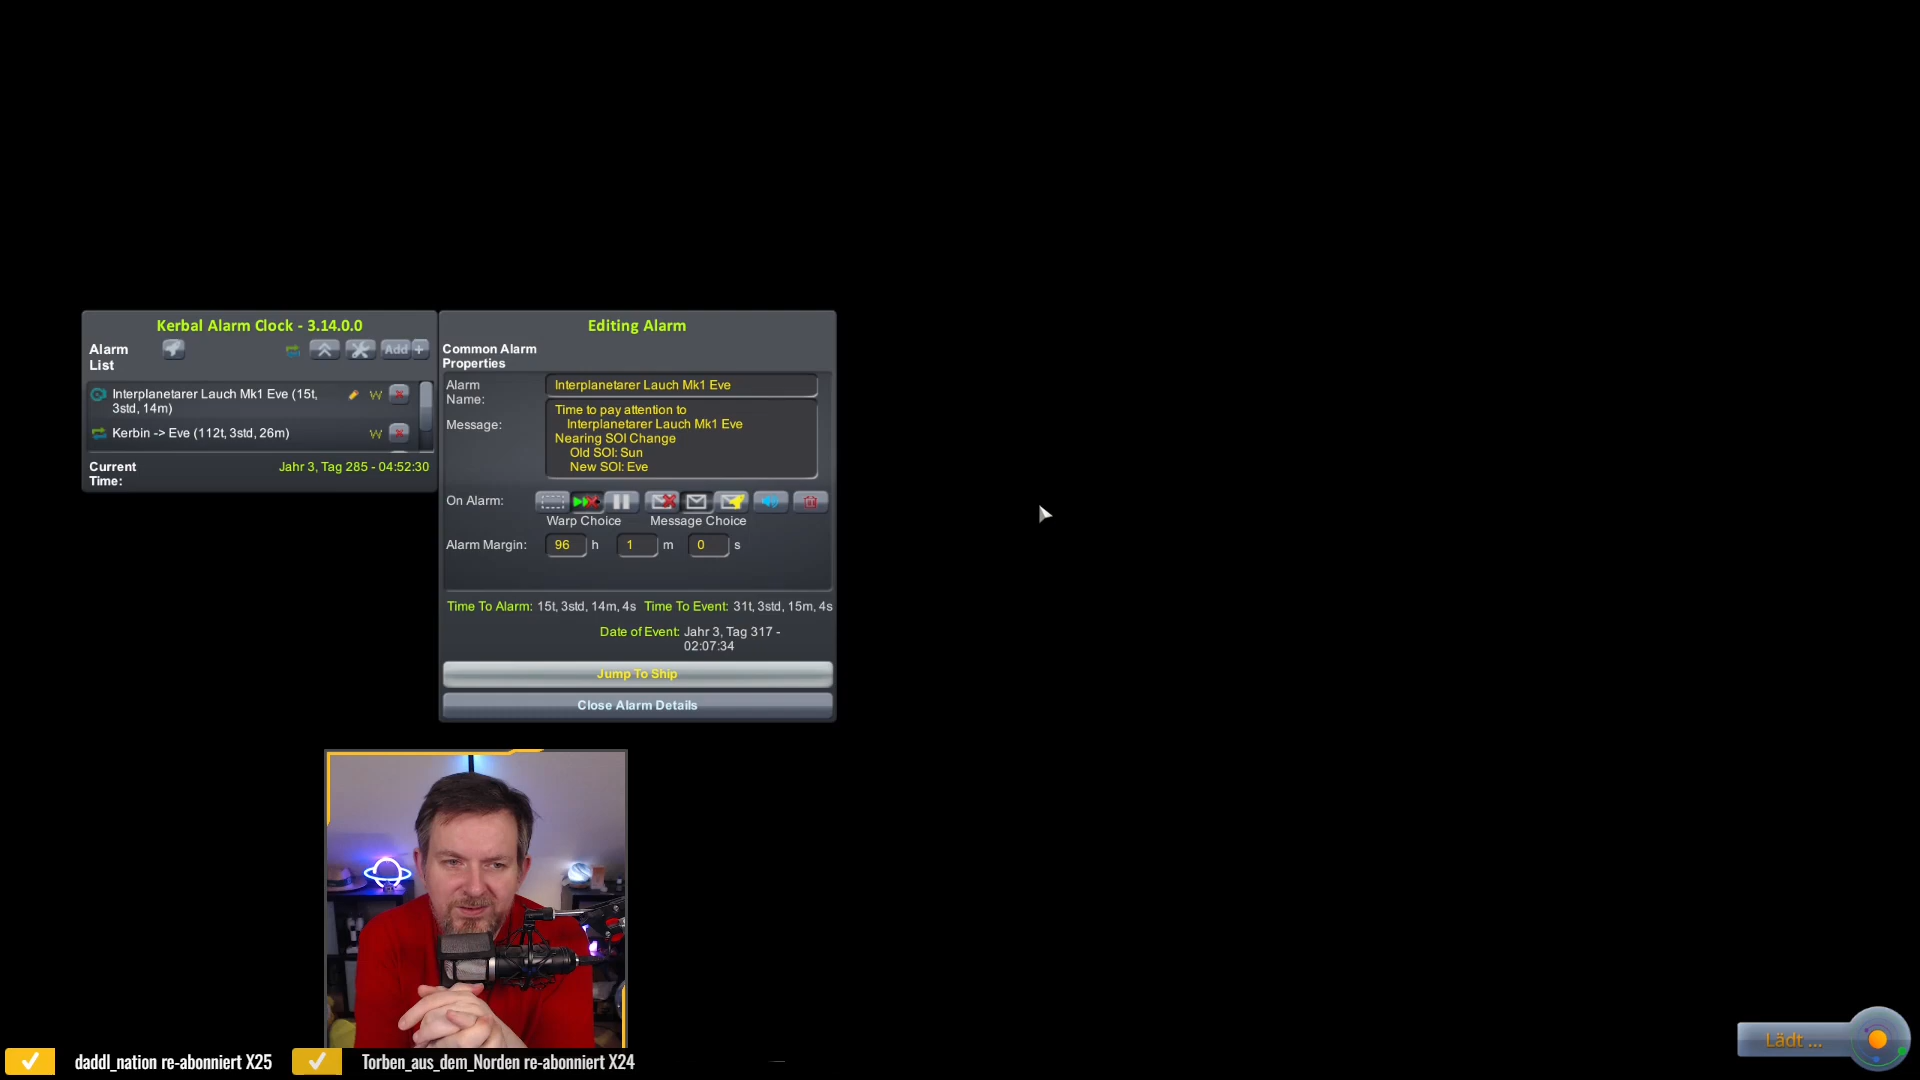 Kerbal Alarm Clock - 3.14.0.0
Alarm
List
Add +
Interplanetarer Lauch Mk1 Eve (15t,
3std, 14m)
Kerbin -> Eve (112t, 3std, 26m)
Current
Time:
Jahr 3, Tag 285 - 04:52:30
Editing Alarm
Common Alarm
Properties
Alarm
Name:
Interplanetarer Lauch Mk1 Eve
Message:
Time to pay attention to
Interplanetarer Lauch Mk1 Eve
Nearing SOI Change
Old SOI: Sun
New SOI: Eve
On Alarm:
Warp Choice Message Choice
Alarm Margin: 96 h 1 m 0 s
Time To Alarm: 15t, 3std, 14m, 4s Time To Event: 31t, 3std, 15m, 4s
Date of Event: Jahr 3, Tag 317 -
02:07:34
Jump To Ship
Close Alarm Details
Lädt ...
daddl_nation re-abonniert X25 Torben_aus_dem_Norden re-abonniert X24